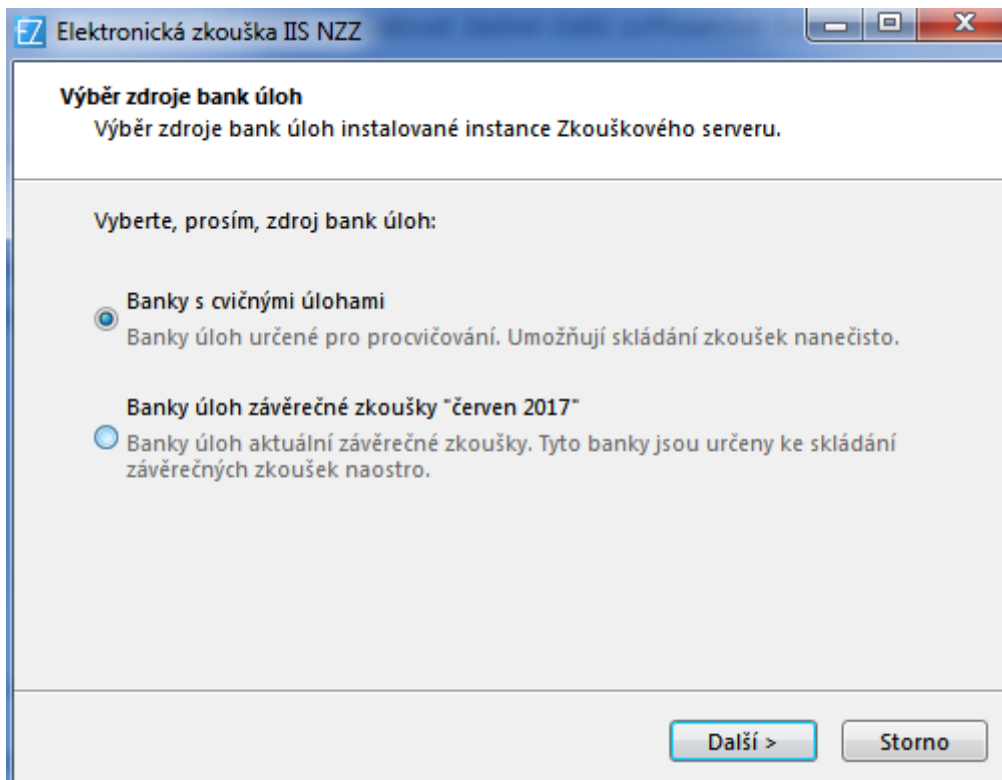 EZ Elektronická zkouška IIS NZZ
Výběr zdroje bank úloh
Výběr zdroje bank úloh instalované instance Zkouškového serveru.
Vyberte, prosím, zdroj bank úloh:
Banky s cvičnými úlohami
Banky úloh určené pro procvičování. Umožňují skládání zkoušek nanečisto.
Banky úloh závěrečné zkoušky "červen 2017"
Banky úloh aktuální závěrečné zkoušky. Tyto banky jsou určeny ke skládání
závěrečných zkoušek naostro.
Další > Storno